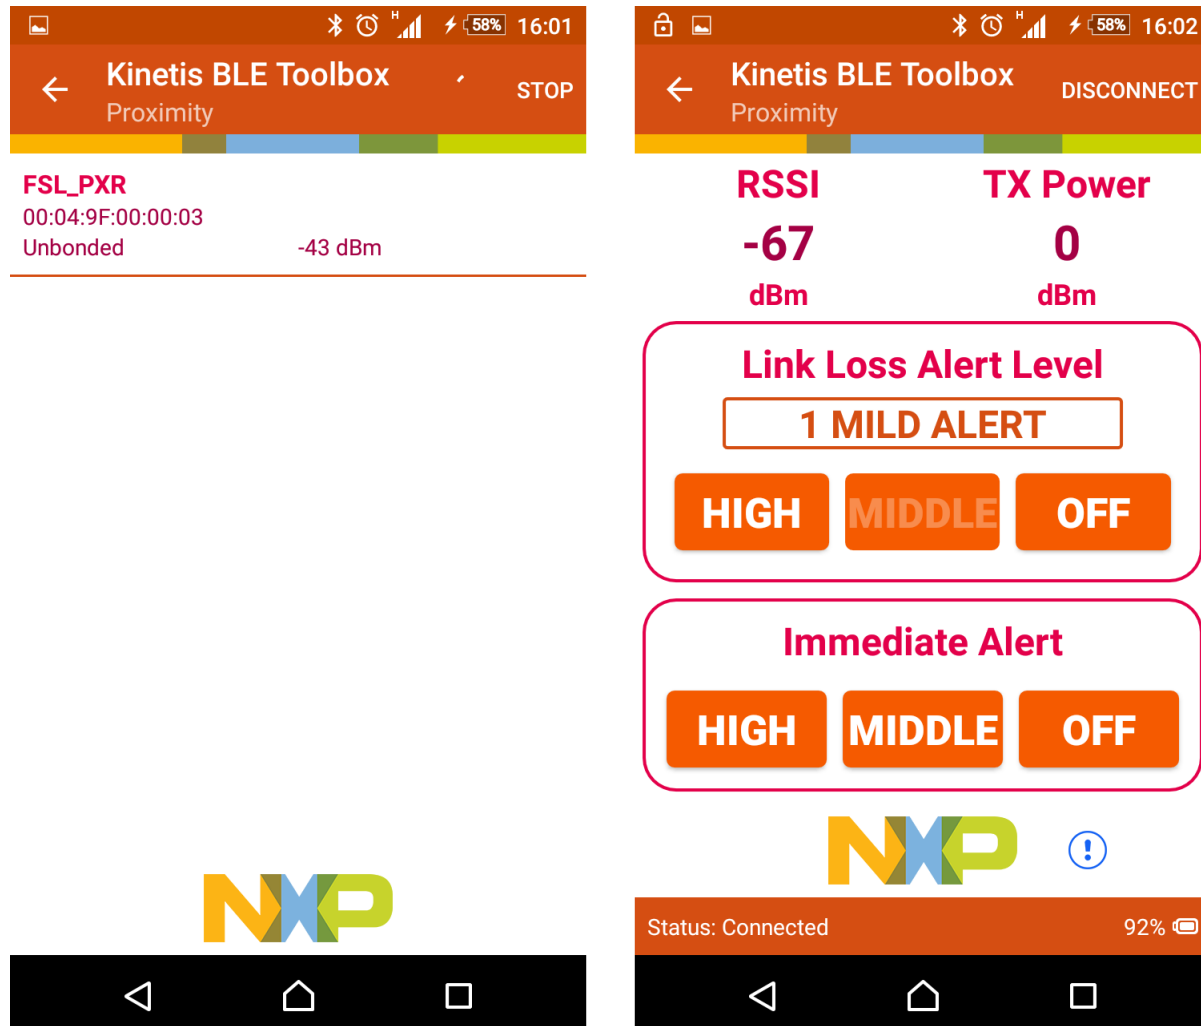 58% 16:01
Kinetis BLE Toolbox
STOP
Proximity
FSL_PXR
00:04:9F:00:00:03
Unbonded -43 dBm
NXP
H 58% 16:02
Kinetis BLE Toolbox
DISCONNECT
Proximity
RSSI TX Power
-67 0
dBm dBm
Link Loss Alert Level
1 MILD ALERT
HIGH MIDDLE OFF
Immediate Alert
HIGH MIDDLE OFF
NXP
Status: Connected 92%